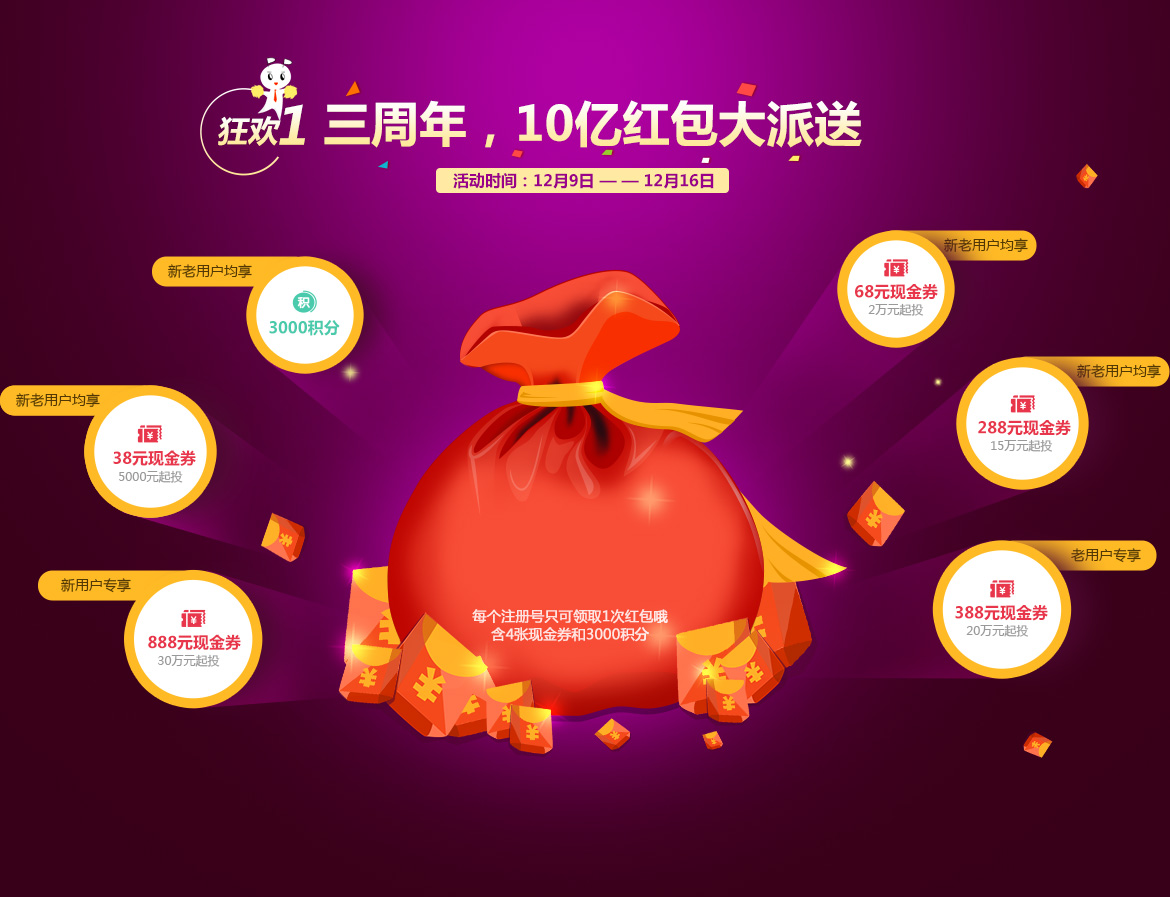 狂欢1
三周年，10亿红包大派送
活动时间：12月9日 — — 12月16日
新老用户均享
积
3000积分
新老用户均享
¥
38元现金券
5000元起投
新用户专享
¥
888元现金券
30万元起投
新老用户均享
¥
68元现金券
2万元起投
新老用户均享
¥
288元现金券
15万元起投
老用户专享
¥
388元现金券
20万元起投
每个注册号只可领取1次红包哦
含4张现金券和3000积分